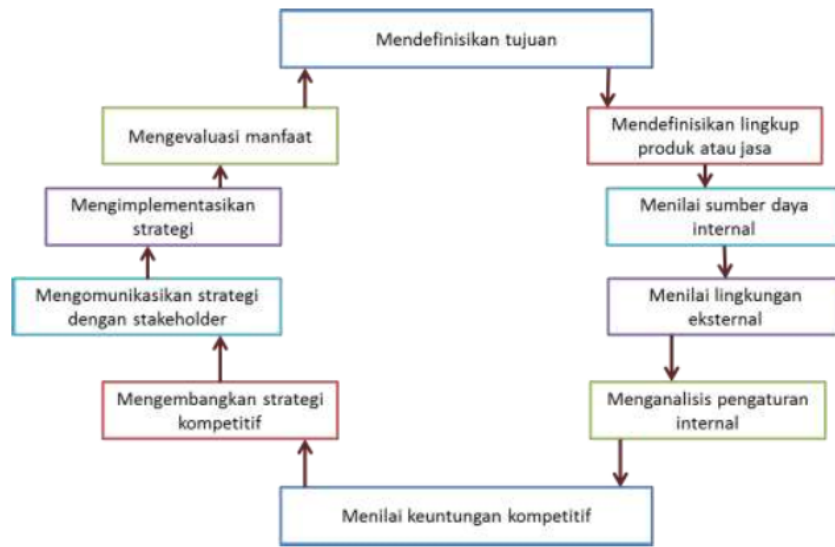 Mendefinisikan tujuan
Mendefinisikan lingkup
produk atau jasa
Menilai sumber daya
internal
Menilai lingkungan
eksternal
Menganalisis pengaturan
internal
Menilai keuntungan kompetitif
Mengembangkan strategi
kompetitif
Mengomunikasikan strategi
dengan stakeholder
Mengimplementasikan
strategi
Mengevaluasi manfaat